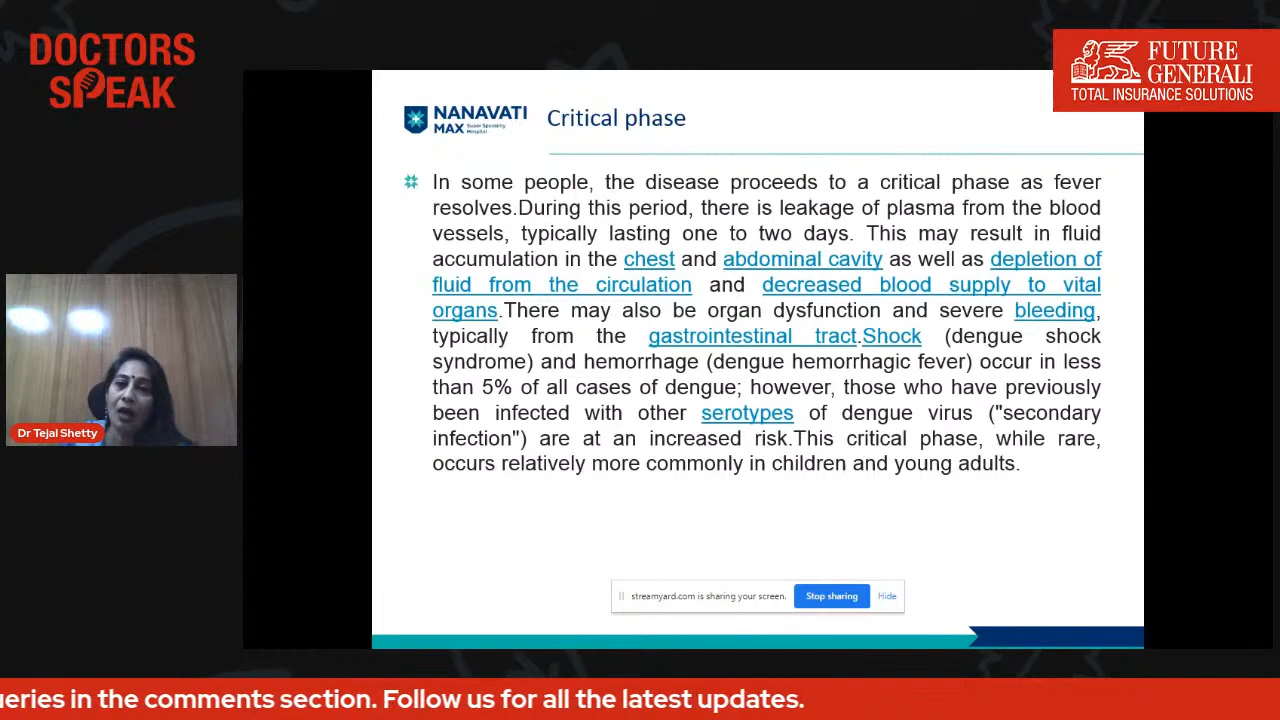 DOCTORS
SPEAK
FUTURE
GENERALI
TOTAL INSURANCE SOLUTIONS
NANAVATI
MAX Super Speciality
Hospital
Critical phase
In some people, the disease proceeds to a critical phase as fever
resolves.During this period, there is leakage of plasma from the blood
vessels, typically lasting one to two days. This may result in fluid
accumulation in the chest and abdominal cavity as well as depletion of
fluid from the circulation and decreased blood supply to vital
organs.There may also be organ dysfunction and severe bleeding,
typically from the gastrointestinal tract.Shock (dengue shock
syndrome) and hemorrhage (dengue hemorrhagic fever) occur in less
than 5% of all cases of dengue; however, those who have previously
been infected with other serotypes of dengue virus ("secondary
infection") are at an increased risk.This critical phase, while rare,
occurs relatively more commonly in children and young adults.
Dr Tejal Shetty
streamyard.com is sharing your screen. Stop sharing Hide
ueries in the comments section. Follow us for all the latest updates.